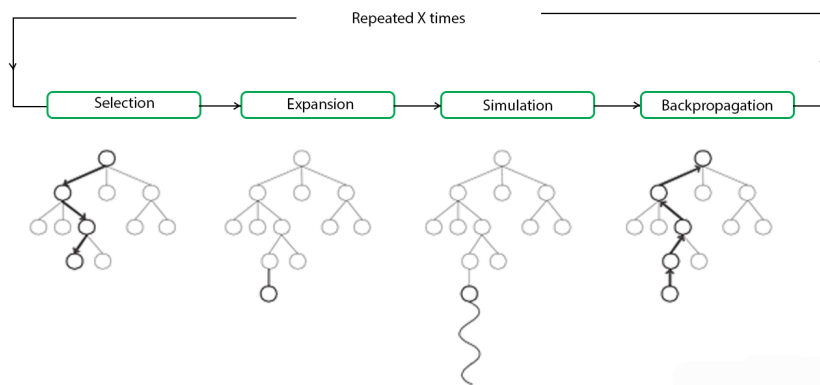 Repeated X times
Selection
Expansion
Simulation
Backpropagation